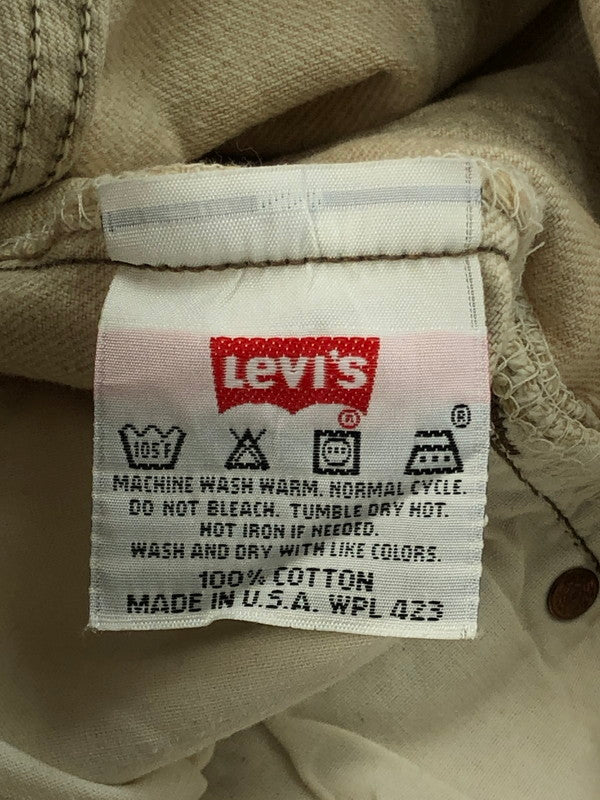 Levi's
®
®
105F
MACHINE WASH WARM. NORMAL CYCLE.
DO NOT BLEACH. TUMBLE DRY HOT.
HOT IRON IF NEEDED.
WASH AND DRY WITH LIKE COLORS.
100% COTTON
MADE IN U.S.A. WPL 423